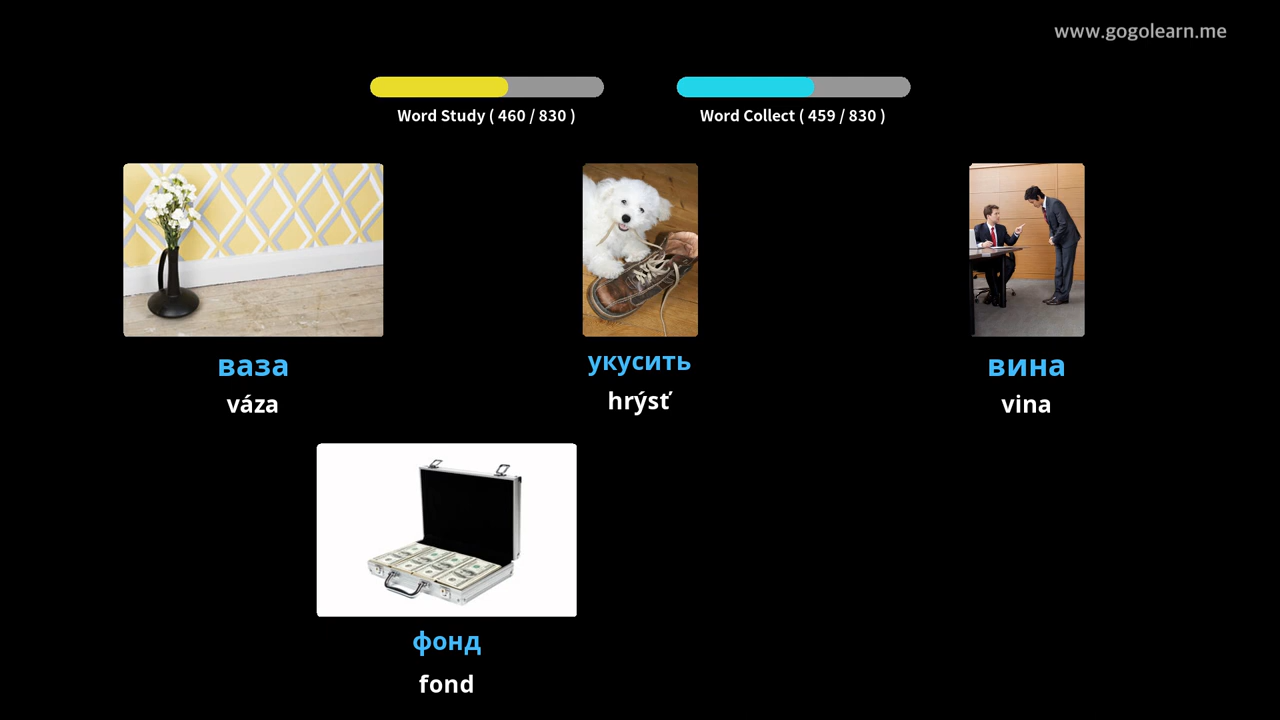 www.gogolearn.me
Word Study ( 460 / 830 )
Word Collect ( 459 / 830 )
ваза
váza
укусить
hrýsť
вина
vina
фонд
fond